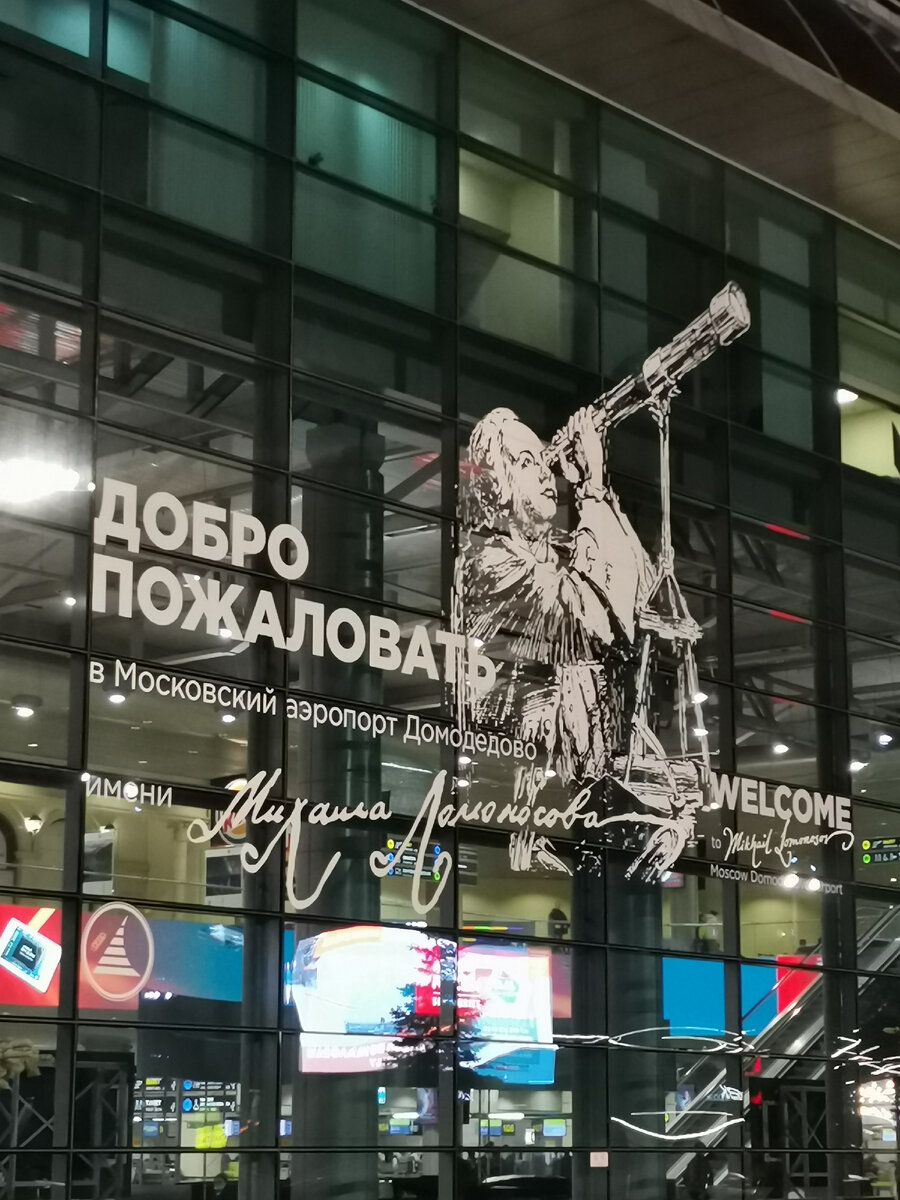 ДОБРО
ПОЖАЛОВАТЬ
в Московский аэропорт Домодедово
имени
Михаила Ломоносова
WELCOME
to Mikhail Lomonosov
Moscow Domodedovo Airport